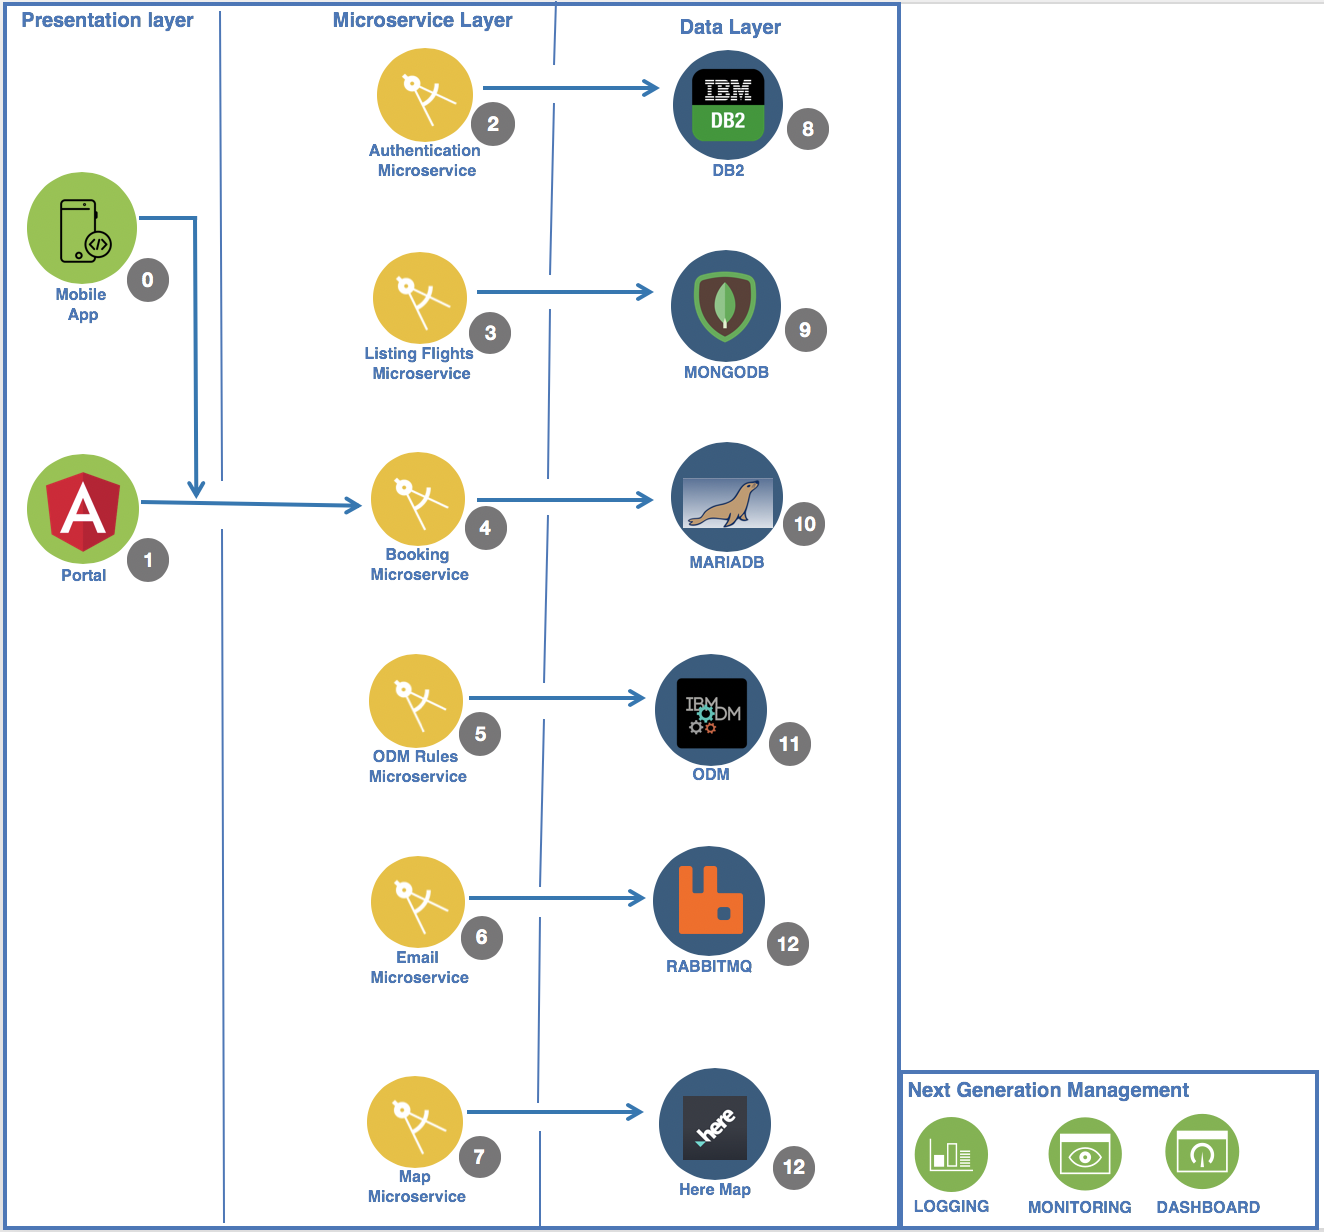 Presentation layer
Microservice Layer
Data Layer
IBM
DB2
2
8
Authentication
Microservice
DB2
0
Mobile
App
3
9
Listing Flights
Microservice
MONGODB
A
1
Portal
4
10
Booking
Microservice
MARIADB
IBM
ODM
5
11
ODM Rules
Microservice
ODM
6
12
Email
Microservice
RABBITMQ
here
7
12
Map
Microservice
Here Map
Next Generation Management
LOGGING
MONITORING
DASHBOARD